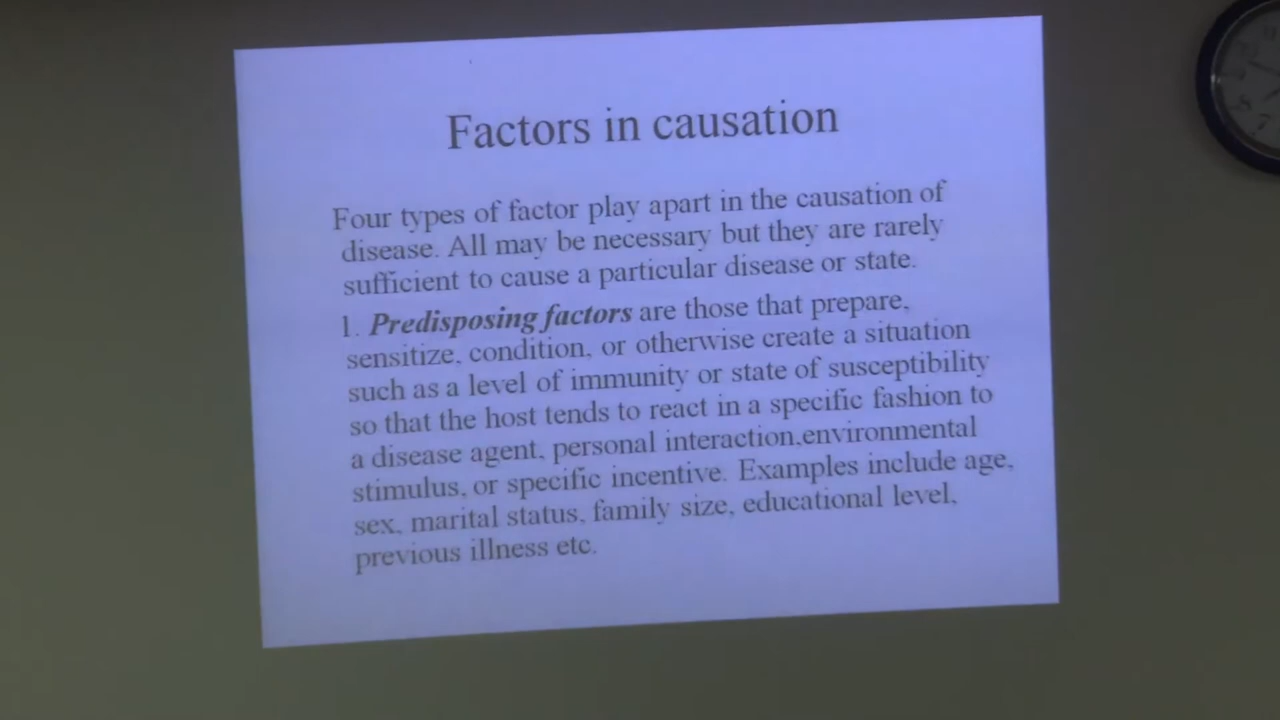 Factors in causation
Four types of factor play apart in the causation of
disease. All may be necessary but they are rarely
sufficient to cause a particular disease or state.
1. Predisposing factors are those that prepare,
sensitize, condition, or otherwise create a situation
such as a level of immunity or state of susceptibility
so that the host tends to react in a specific fashion to
a disease agent, personal interaction,environmental
stimulus, or specific incentive. Examples include age,
sex, marital status, family size, educational level,
previous illness etc.